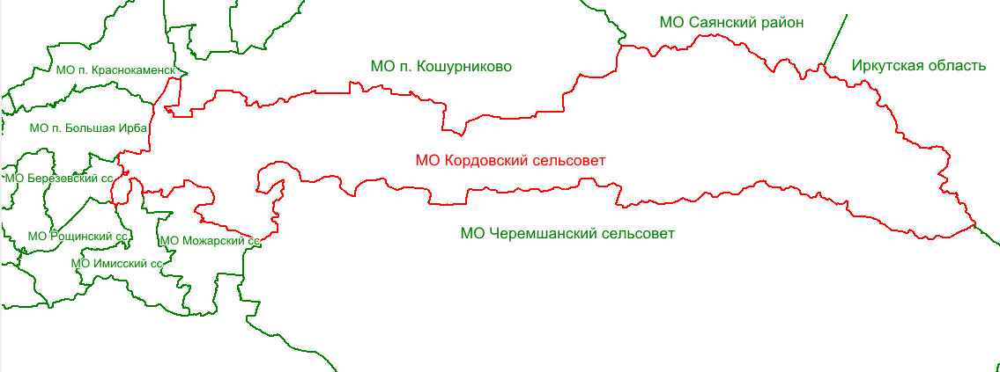 МО Саянский район
МО п. Кошурниково
Иркутская область
МО п. Краснокаменск
МО п. Большая Ирба
МО Кордовский сельсовет
МО Березовский сс
МО Черемшанский сельсовет
МО Рощинский сс
МО Можарский сс
МО Имисский сс